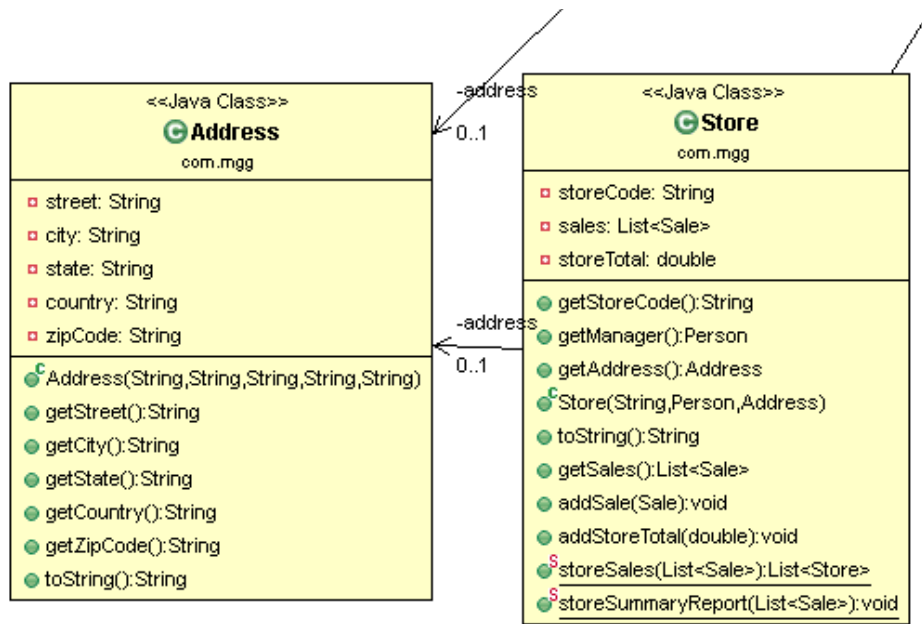 <<Java Class>>
C Address
com.mgg
street: String
city: String
state: String
country: String
zipCode: String
C Address(String,String,String,String,String)
getStreet():String
getCity():String
getState():String
getCountry():String
getZipCode():String
toString():String
-address
0..1
-address
0..1
<<Java Class>>
C Store
com.mgg
storeCode: String
sales: List<Sale>
storeTotal: double
getStoreCode():String
getManager():Person
getAddress():Address
C Store(String,Person,Address)
toString():String
getSales():List<Sale>
addSale(Sale):void
addStoreTotal(double):void
S storeSales(List<Sale>):List<Store>
S storeSummaryReport(List<Sale>):void